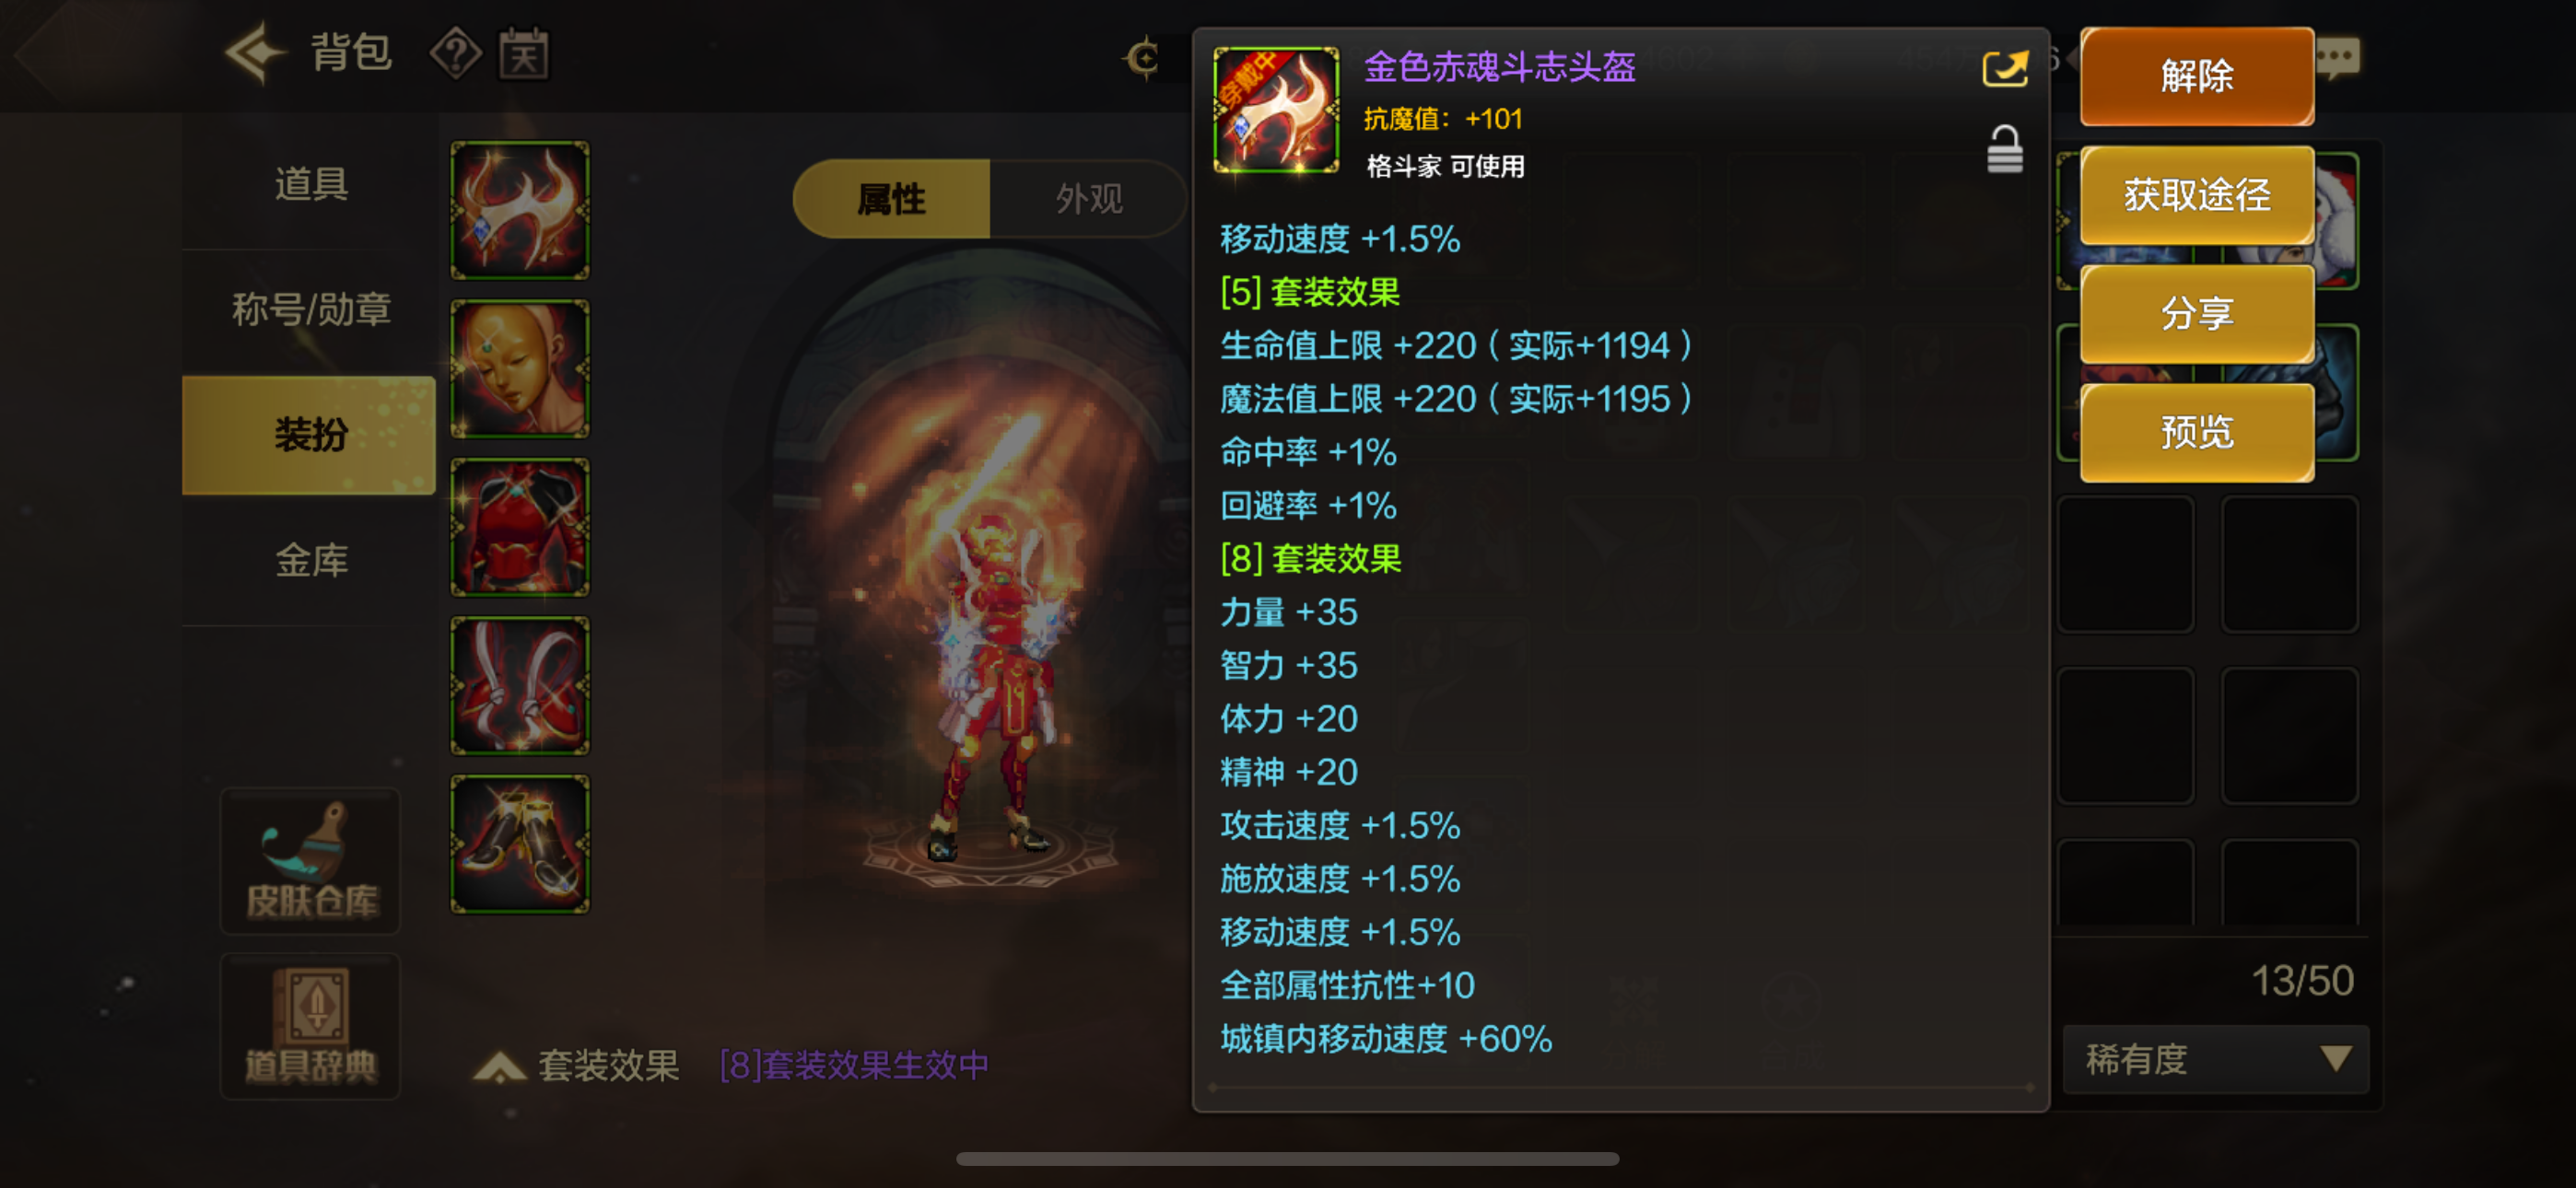 背包
天
道具
称号/勋章
装扮
金库
皮肤仓库
道具辞典
属性
外观
套装效果
[8]套装效果生效中
穿戴中
金色赤魂斗志头盔
抗魔值：+101
格斗家 可使用
移动速度 +1.5%
[5] 套装效果
生命值上限 +220（实际+1194）
魔法值上限 +220（实际+1195）
命中率 +1%
回避率 +1%
[8] 套装效果
力量 +35
智力 +35
体力 +20
精神 +20
攻击速度 +1.5%
施放速度 +1.5%
移动速度 +1.5%
全部属性抗性+10
城镇内移动速度 +60%
解除
获取途径
分享
预览
13/50
稀有度